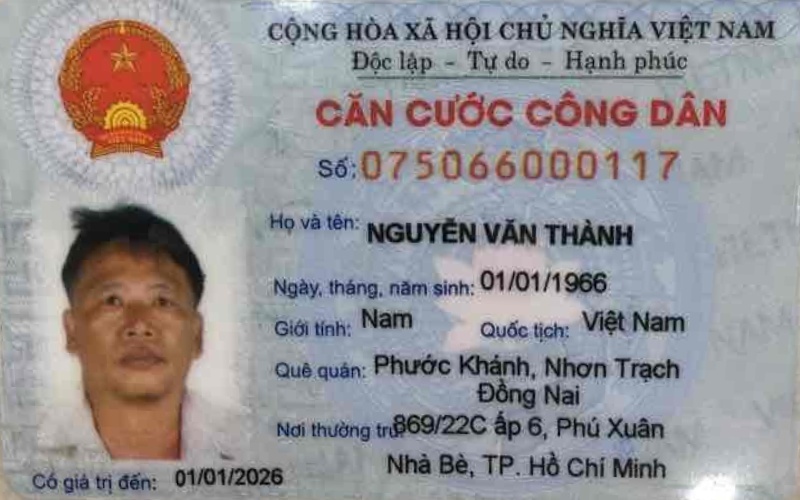 CỘNG HÒA XÃ HỘI CHỦ NGHĨA VIỆT NAM
Độc lập - Tự do - Hạnh phúc
CĂN CƯỚC CÔNG DÂN
Số: 075066000117
Họ và tên: NGUYỄN VĂN THÀNH
Ngày, tháng, năm sinh: 01/01/1966
Giới tính: Nam Quốc tịch: Việt Nam
Quê quán: Phước Khánh, Nhơn Trạch
Đồng Nai
Nơi thường trú: 869/22C ấp 6, Phú Xuân
Nhà Bè, TP. Hồ Chí Minh
Có giá trị đến: 01/01/2026